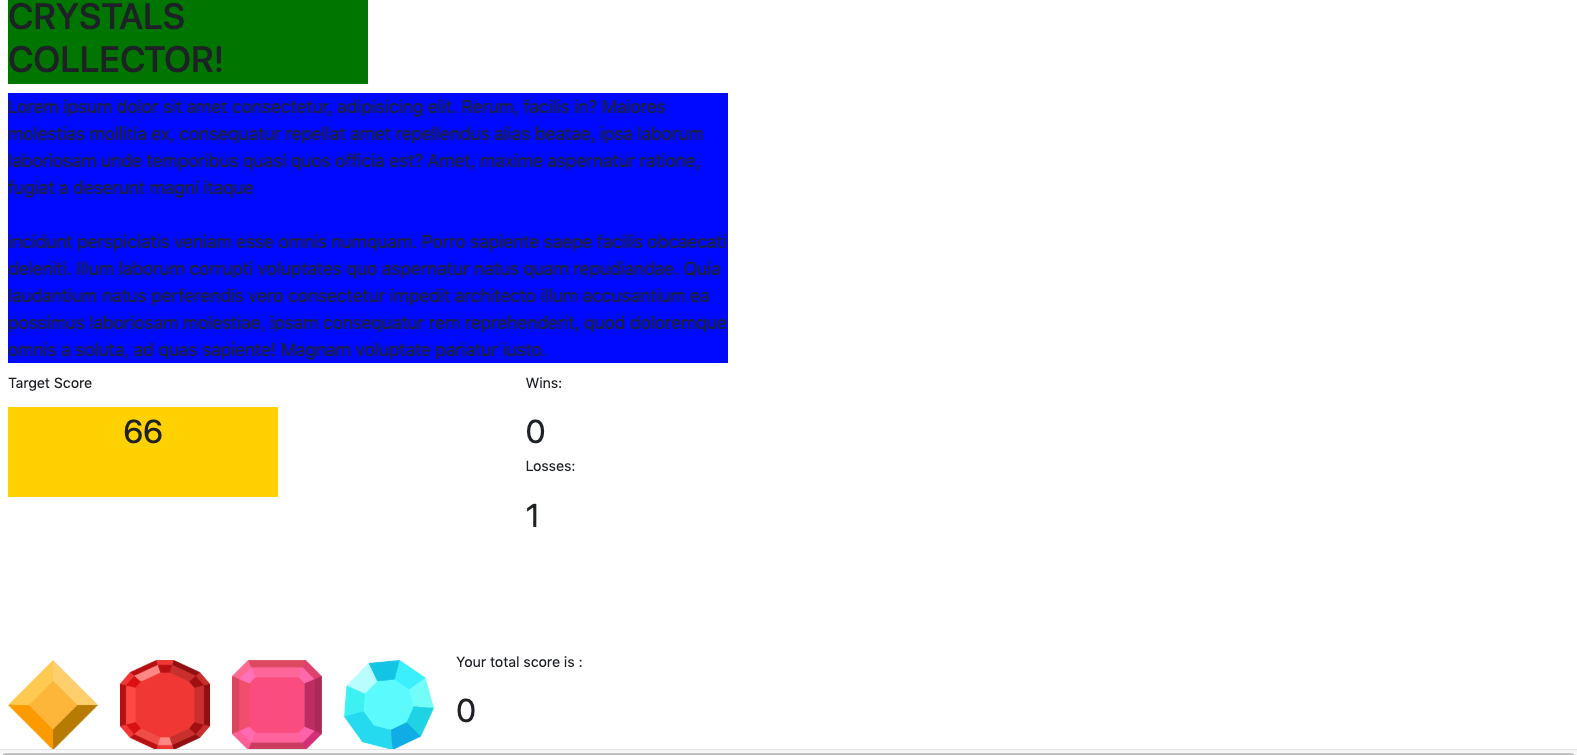 CRYSTALS
COLLECTOR!
Lorem ipsum dolor sit amet consectetur, adipisicing elit. Rerum, facilis in? Maiores
molestias mollitia ex, consequatur repellat amet repellendus alias beatae, ipsa laborum
laboriosam unde temporibus quasi quos officia est? Amet, maxime aspernatur ratione,
fugiat a deserunt magni itaque
incidunt perspiciatis veniam esse omnis numquam. Porro sapiente saepe facilis obcaecati
deleniti. Illum laborum corrupti voluptates quo aspernatur natus quam repudiandae. Quia
laudantium natus perferendis vero consectetur impedit architecto illum accusantium ea
possimus laboriosam molestiae, ipsam consequatur rem reprehenderit, quod doloremque
omnis a soluta, ad quas sapiente! Magnam voluptate pariatur iusto.
Target Score
66
Wins:
0
Losses:
1
Your total score is :
0